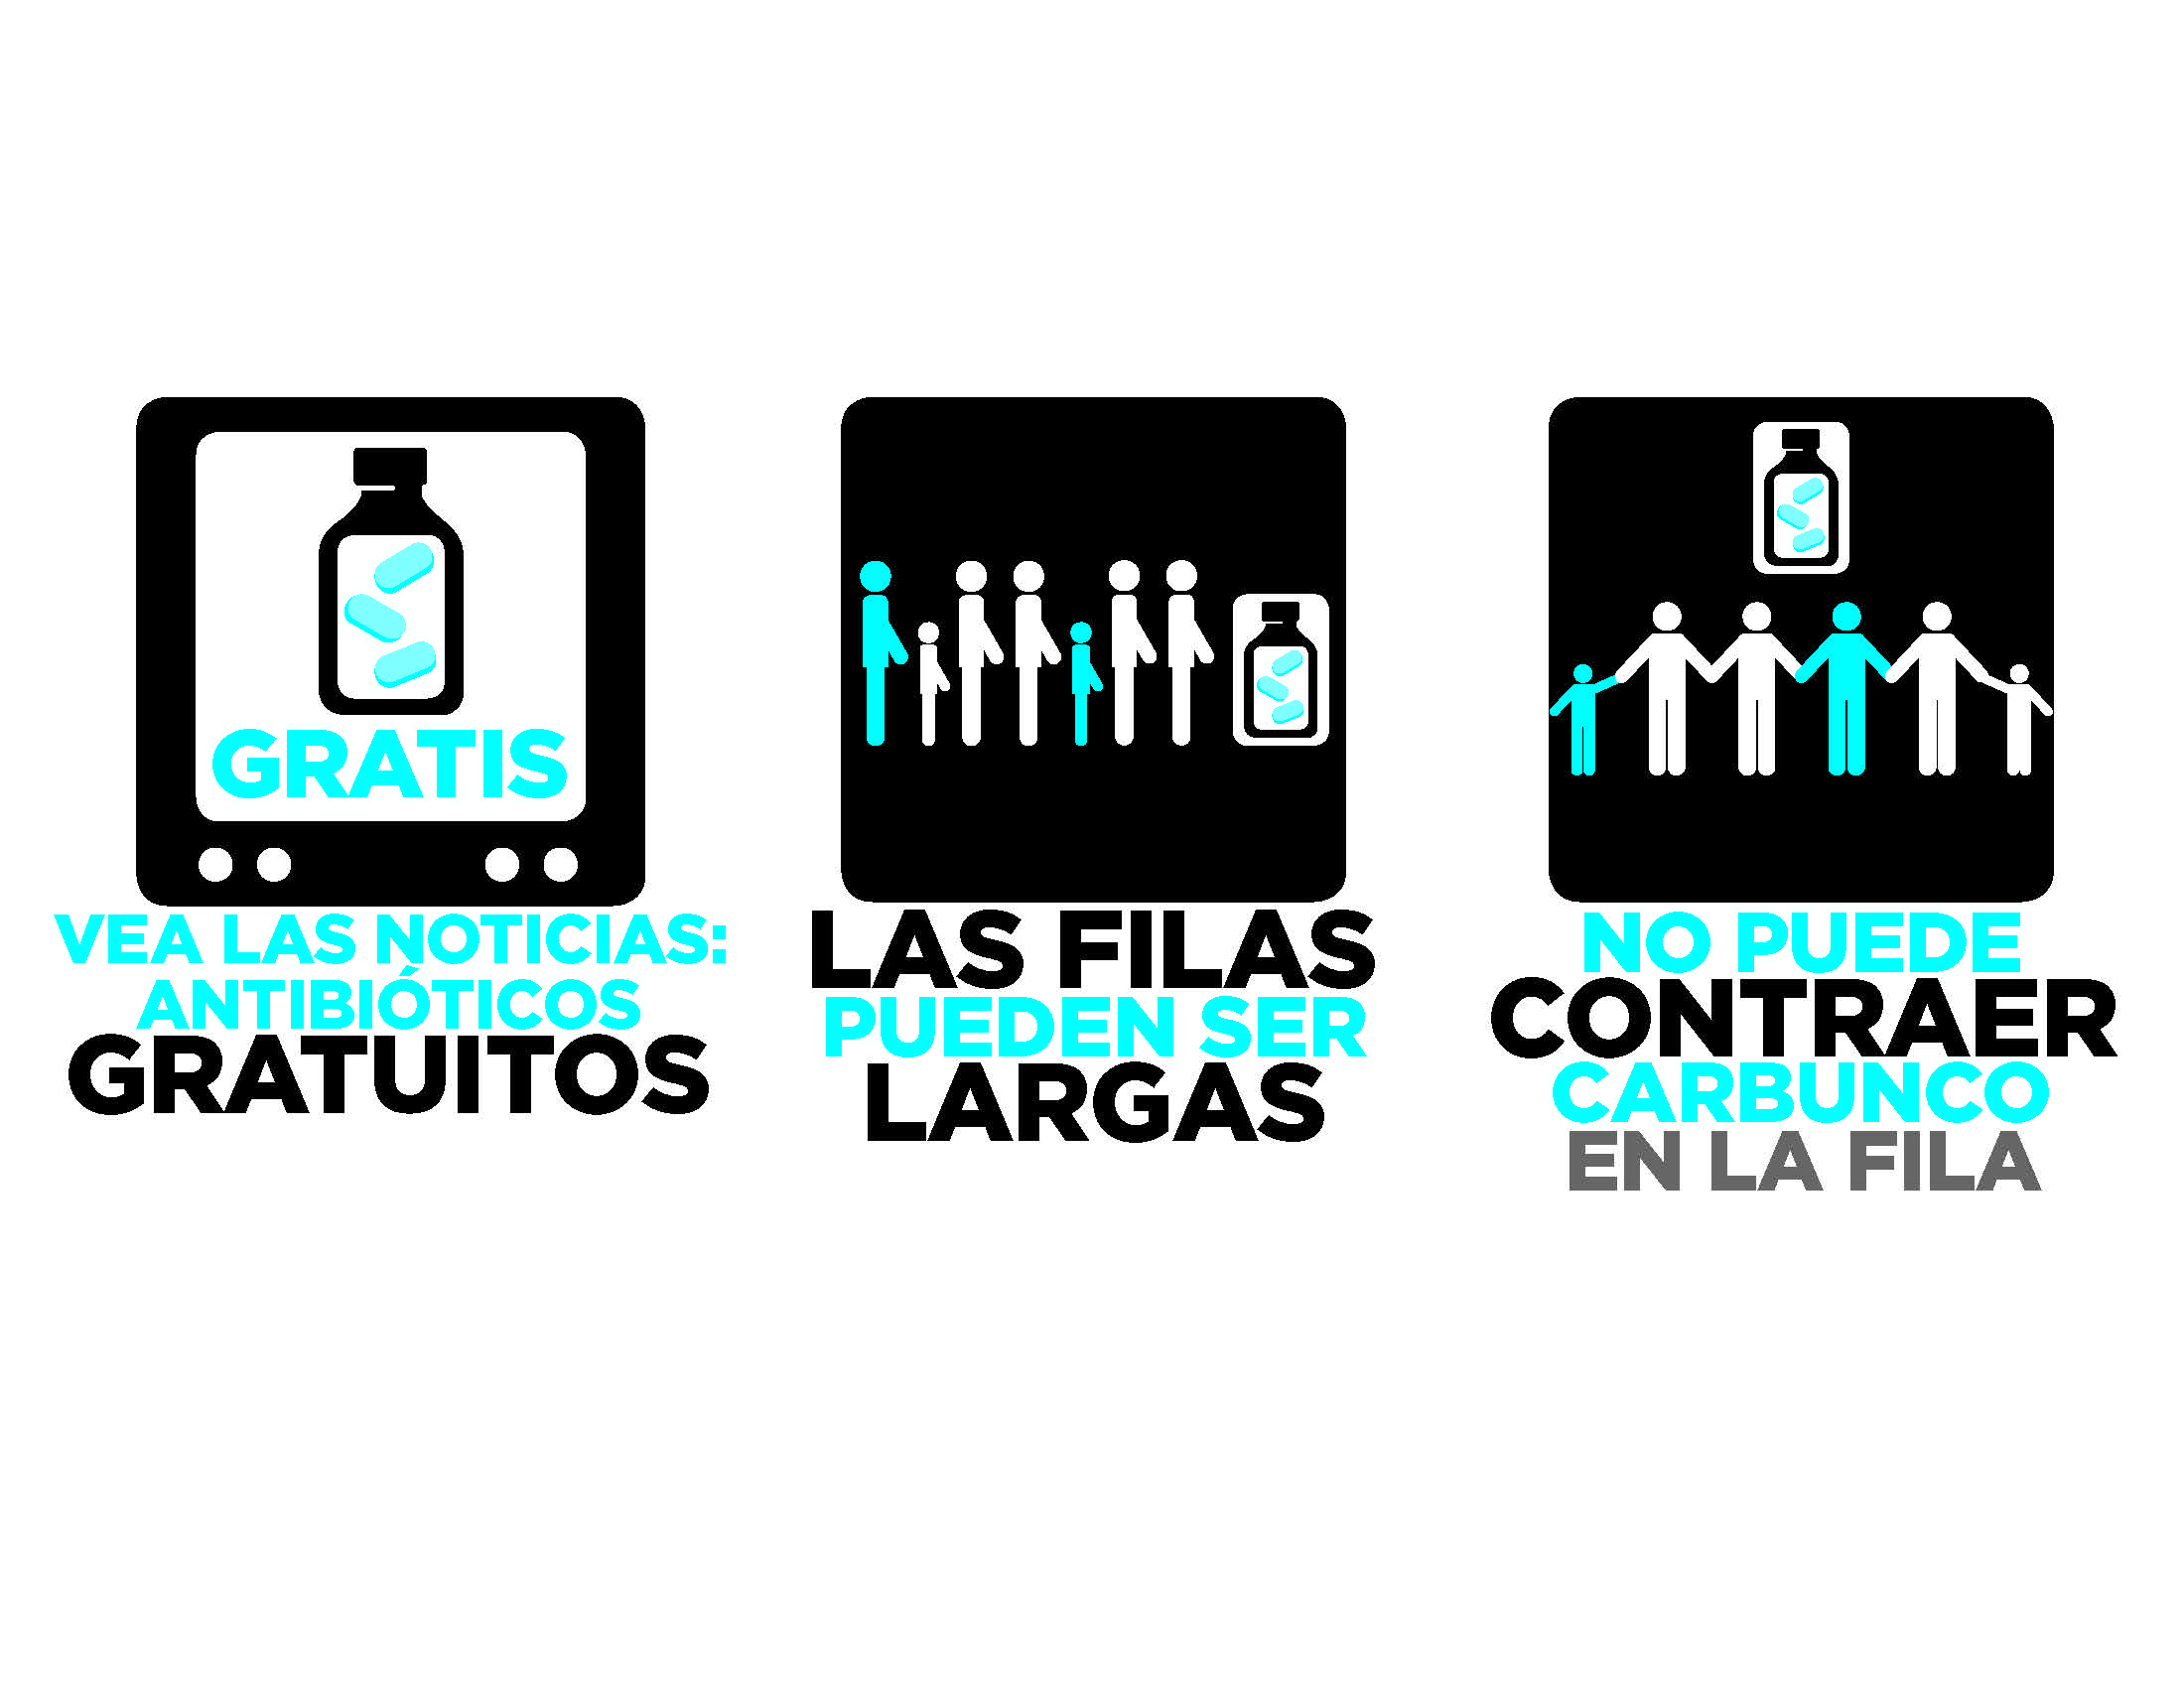 GRATIS
VEA LAS NOTICIAS:
ANTIBIÓTICOS
GRATUITOS
LAS FILAS
PUEDEN SER
LARGAS
NO PUEDE
CONTRAER
CARBUNCO
EN LA FILA